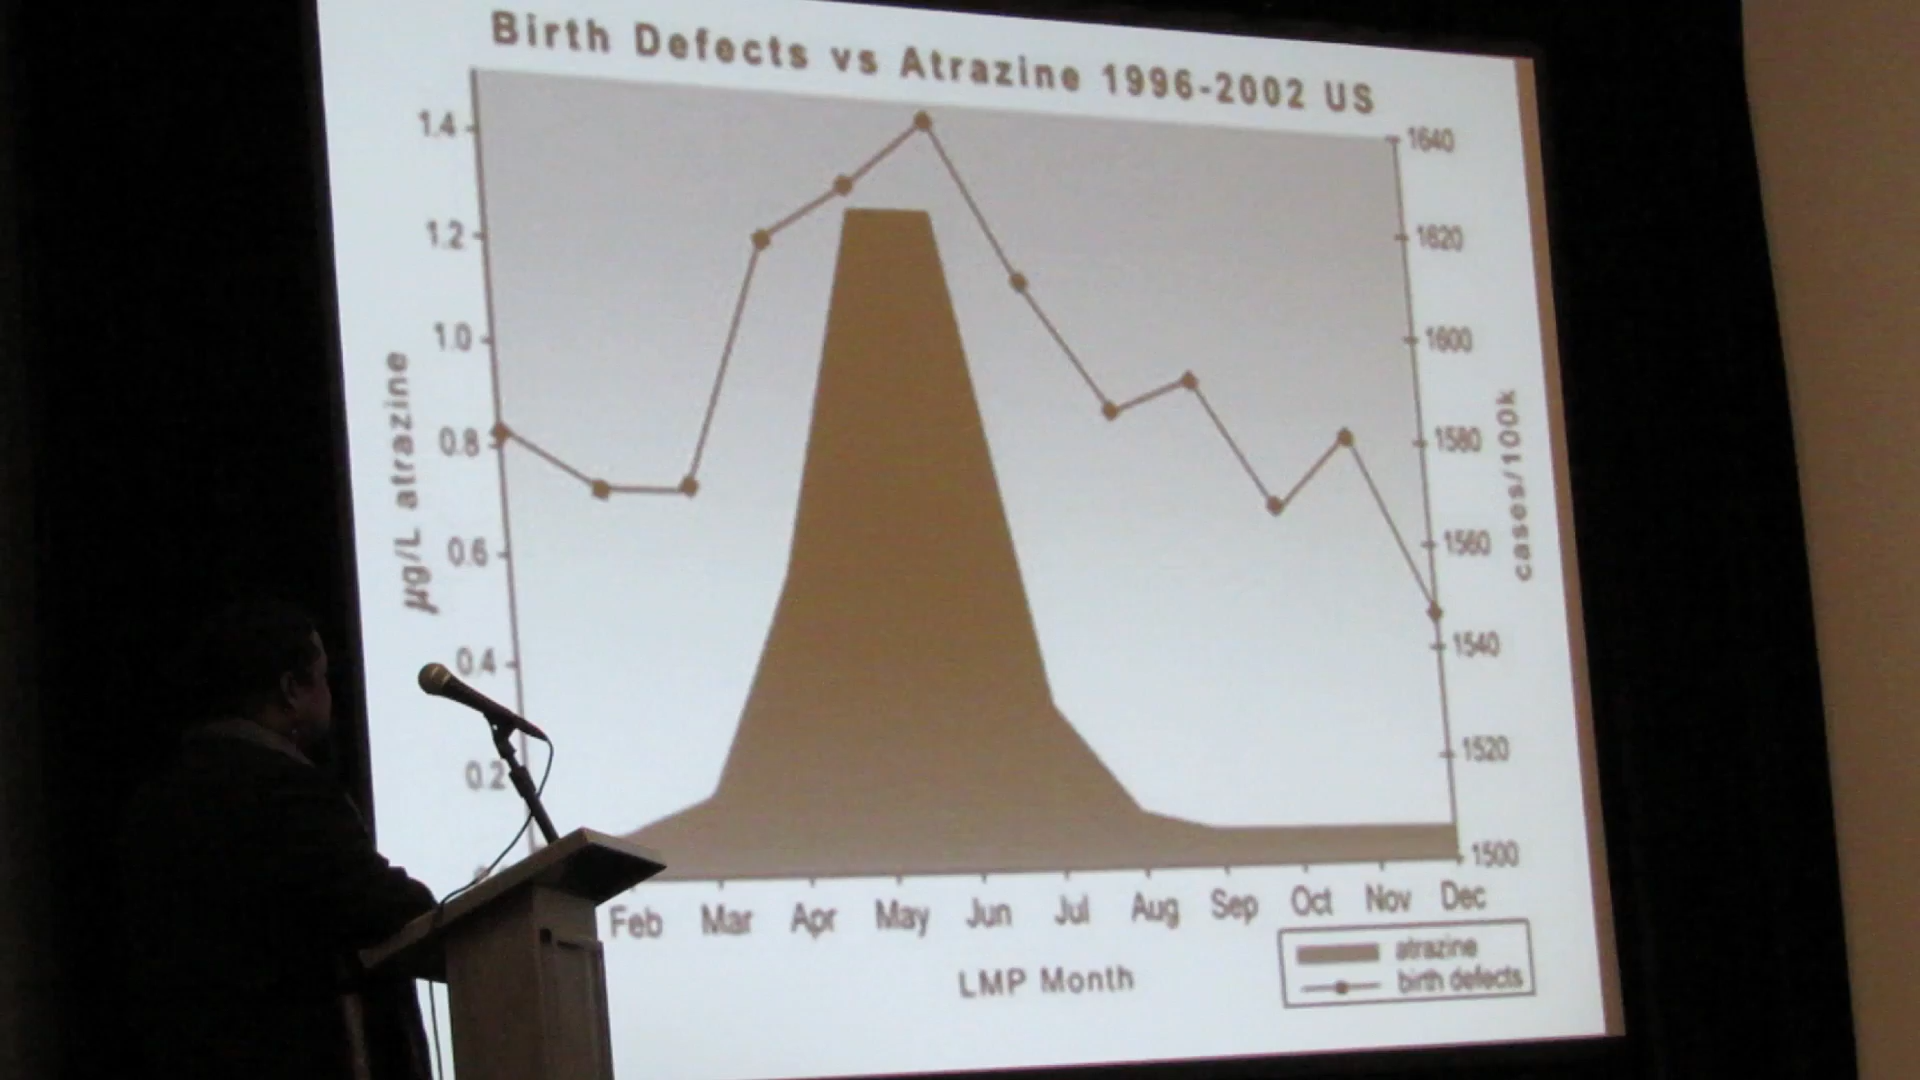 Birth Defects vs Atrazine 1996-2002 US
1.4
1.2
1.0
0.8
0.6
0.4
0.2
µg/L atrazine
1640
1620
1600
1580
1560
1540
1520
1500
cases/100k
Feb Mar Apr May Jun Jul Aug Sep Oct Nov Dec
LMP Month
atrazine
birth defects